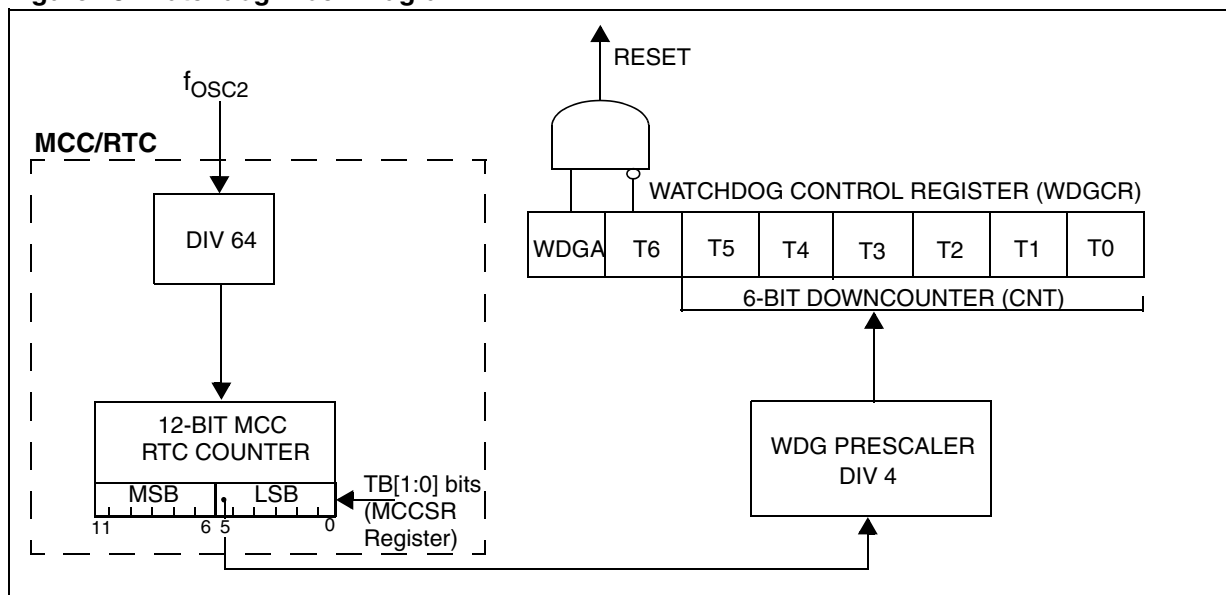 RESET
fOSC2
MCC/RTC
DIV 64
WATCHDOG CONTROL REGISTER (WDGCR)
WDGA T6 T5 T4 T3 T2 T1 T0
6-BIT DOWNCOUNTER (CNT)
12-BIT MCC
RTC COUNTER
MSB LSB
11 6 5 0
TB[1:0] bits
(MCCSR
Register)
WDG PRESCALER
DIV 4